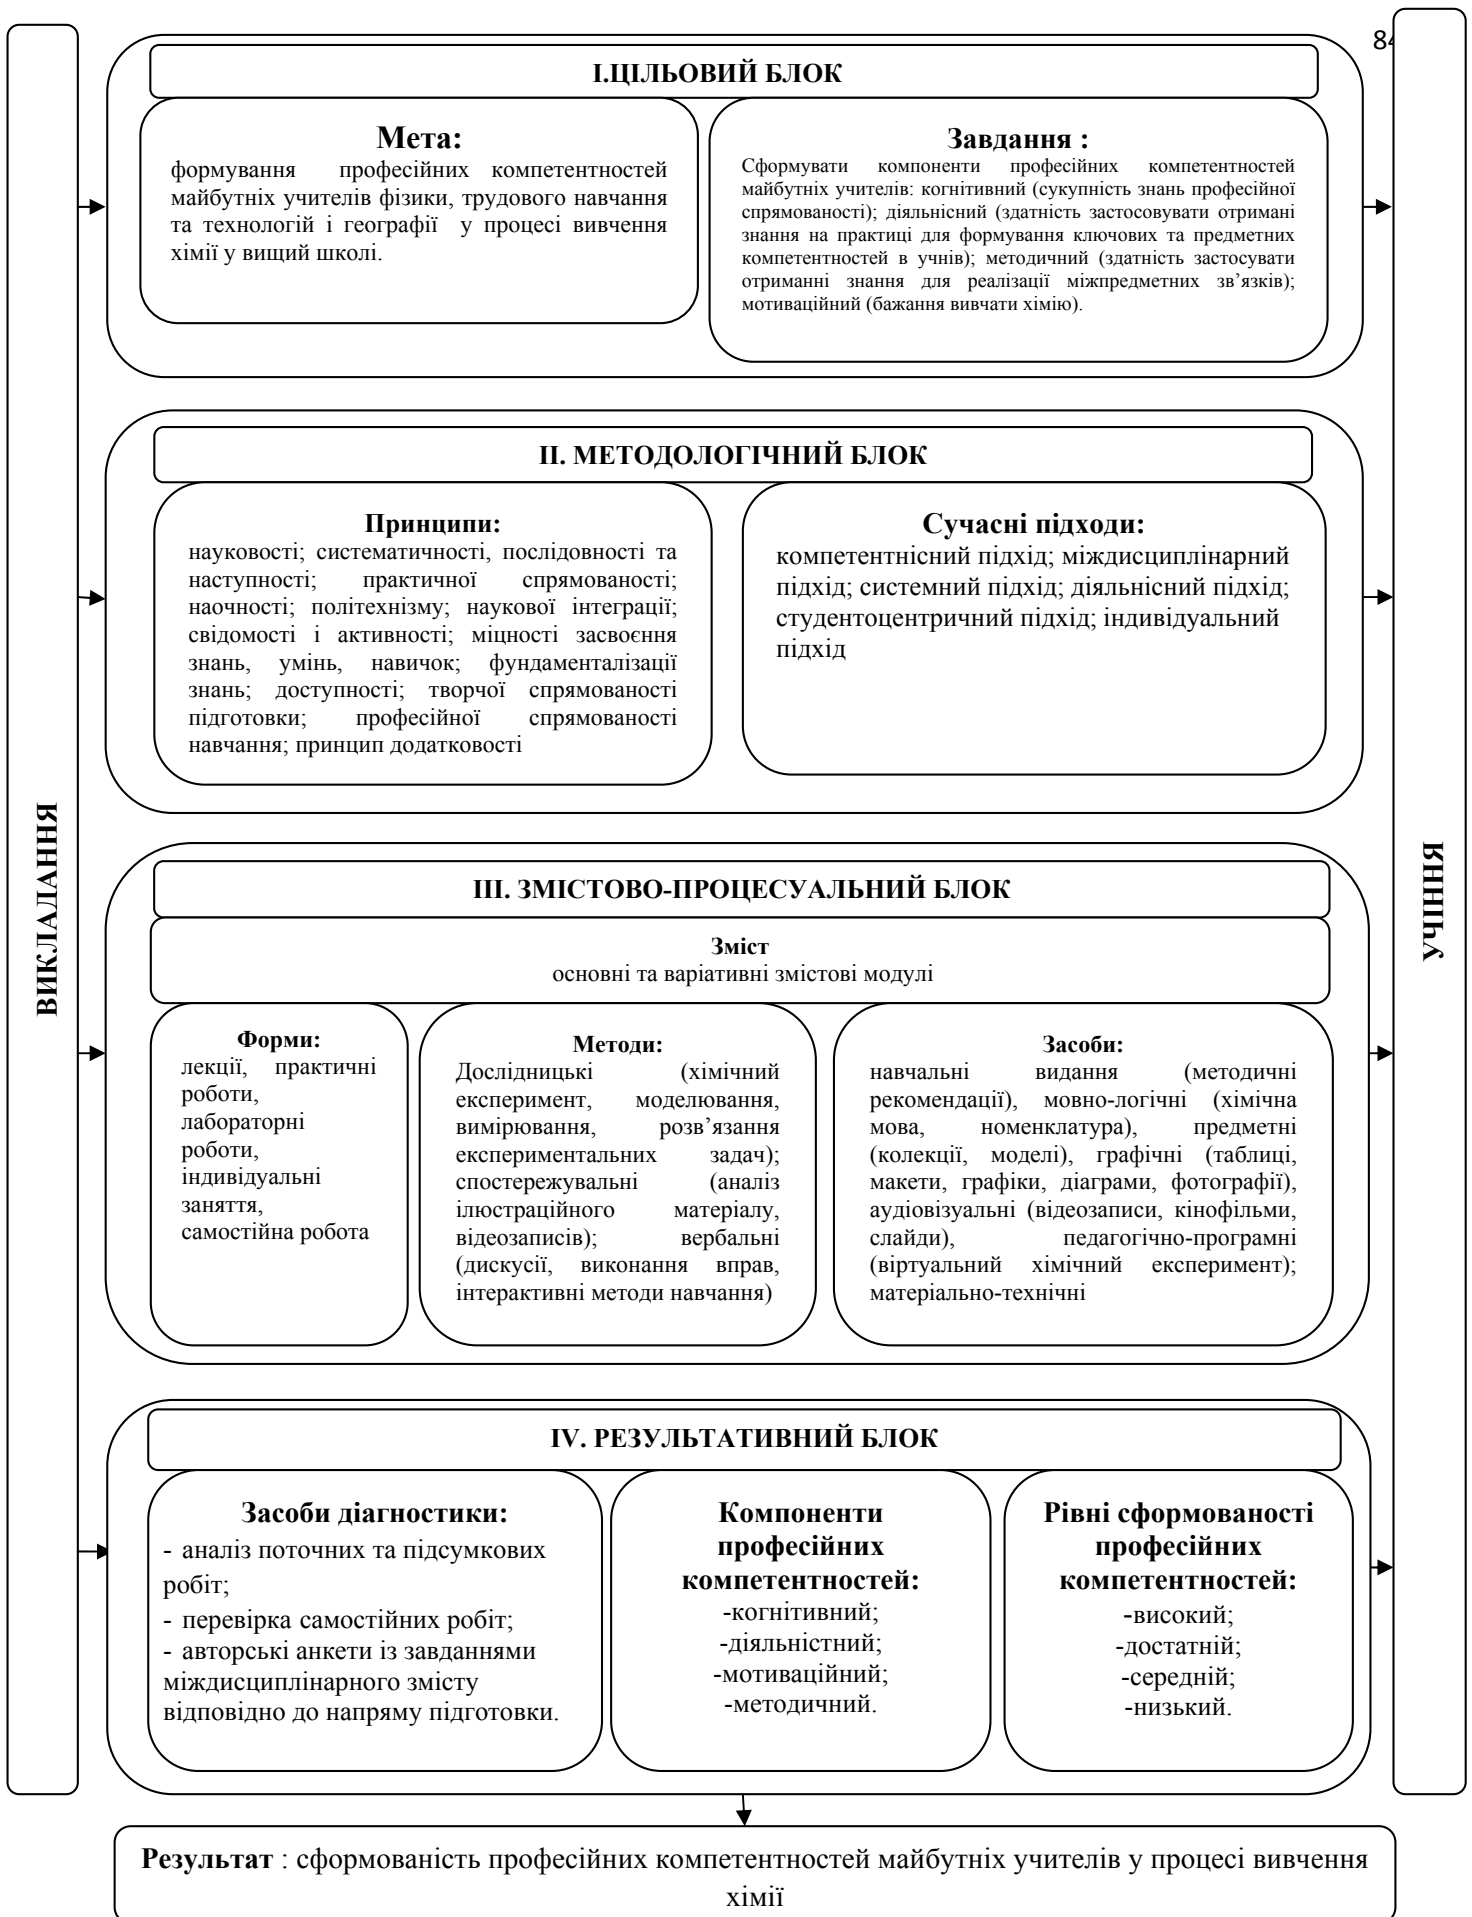 84
І.ЦІЛЬОВИЙ БЛОК
Мета:
формування професійних компетентностей
майбутніх учителів фізики, трудового навчання
та технологій і географії у процесі вивчення
хімії у вищий школі.
Завдання :
Сформувати компоненти професійних компетентностей
майбутніх учителів: когнітивний (сукупність знань професійної
спрямованості); діяльнісний (здатність застосовувати отримані
знання на практиці для формування ключових та предметних
компетентностей в учнів); методичний (здатність застосувати
отриманні знання для реалізації міжпредметних зв’язків);
мотиваційний (бажання вивчати хімію).
ІІ. МЕТОДОЛОГІЧНИЙ БЛОК
Принципи:
науковості; систематичності, послідовності та
наступності; практичної спрямованості;
наочності; політехнізму; наукової інтеграції;
свідомості і активності; міцності засвоєння
знань, умінь, навичок; фундаменталізації
знань; доступності; творчої спрямованості
підготовки; професійної спрямованості
навчання; принцип додатковості
Сучасні підходи:
компетентнісний підхід; міждисциплінарний
підхід; системний підхід; діяльнісний підхід;
студентоцентричний підхід; індивідуальний
підхід
ВИКЛАДАННЯ
УЧІННЯ
ІІІ. ЗМІСТОВО-ПРОЦЕСУАЛЬНИЙ БЛОК
Зміст
основні та варіативні змістові модулі
Форми:
лекції, практичні
роботи,
лабораторні
роботи,
індивідуальні
заняття,
самостійна робота
Методи:
Дослідницькі (хімічний
експеримент, моделювання,
вимірювання, розв’язання
експериментальних задач);
спостережувальні (аналіз
ілюстраційного матеріалу,
відеозаписів); вербальні
(дискусії, виконання вправ,
інтерактивні методи навчання)
Засоби:
навчальні видання (методичні
рекомендації), мовно-логічні (хімічна
мова, номенклатура), предметні
(колекції, моделі), графічні (таблиці,
макети, графіки, діаграми, фотографії),
аудіовізуальні (відеозаписи, кінофільми,
слайди), педагогічно-програмні
(віртуальний хімічний експеримент);
матеріально-технічні
IV. РЕЗУЛЬТАТИВНИЙ БЛОК
Засоби діагностики:
- аналіз поточних та підсумкових
робіт;
- перевірка самостійних робіт;
- авторські анкети із завданнями
міждисциплінарного змісту
відповідно до напряму підготовки.
Компоненти
професійних
компетентностей:
-когнітивний;
-діяльністний;
-мотиваційний;
-методичний.
Рівні сформованості
професійних
компетентностей:
-високий;
-достатній;
-середній;
-низький.
Результат : сформованість професійних компетентностей майбутніх учителів у процесі вивчення
хімії